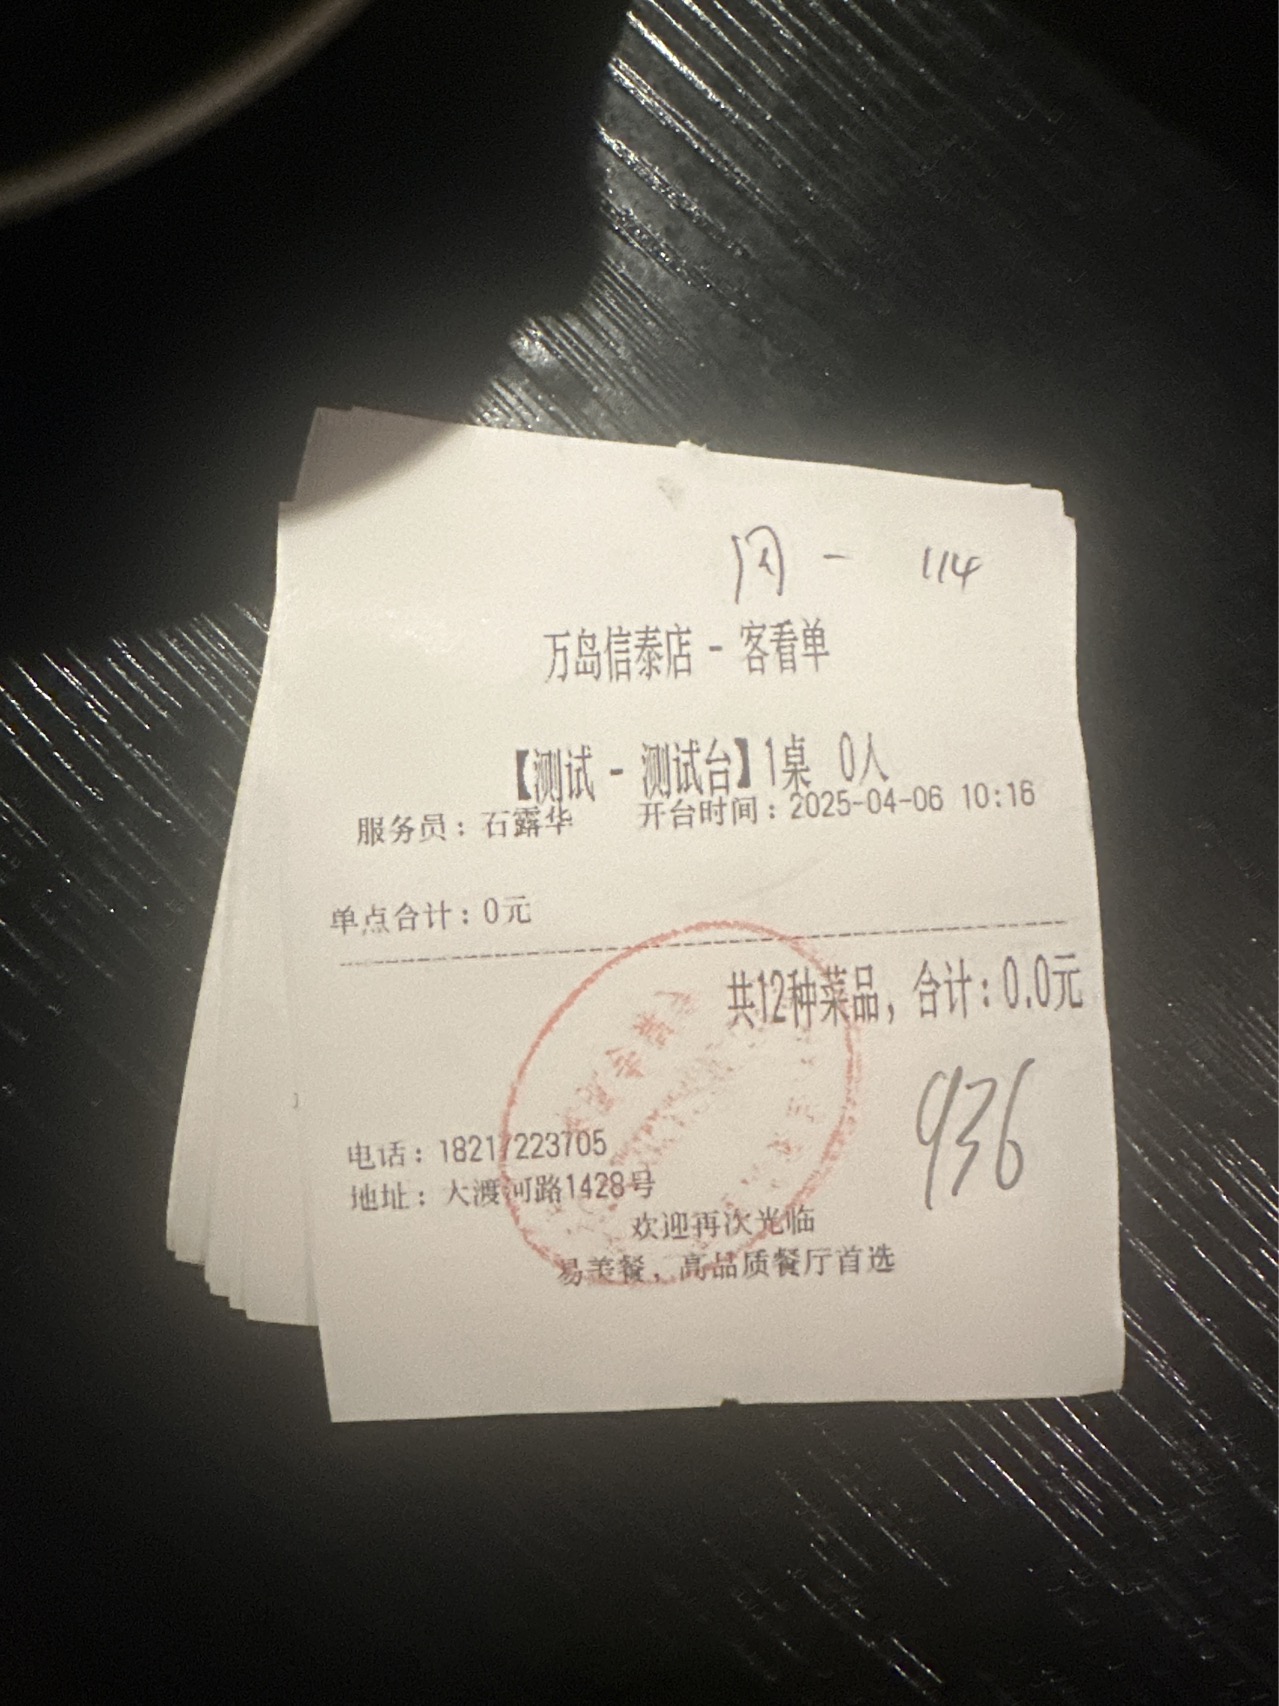 网 - 114
万岛信泰店 - 客看单
【测试 - 测试台】1桌 0人
服务员：石露华 开台时间：2025-04-06 10:16
单点合计：0元
共12种菜品，合计：0.0元
936
电话：18217223705
地址：大渡河路1428号
欢迎再次光临
易美餐，高品质餐厅首选